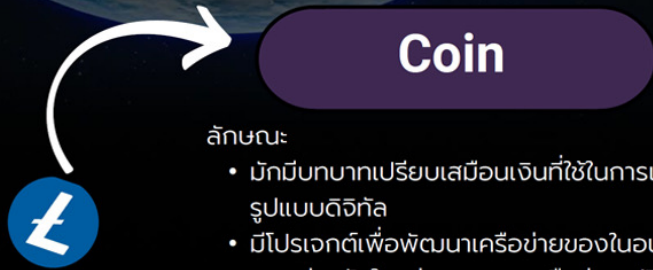 Coin
ลักษณะ
• มักมีบทบาทเปรียบเสมือนเงินที่ใช้ในการ
รูปแบบดิจิทัล
• มีโปรเจกต์เพื่อพัฒนาเครือข่ายของในอน